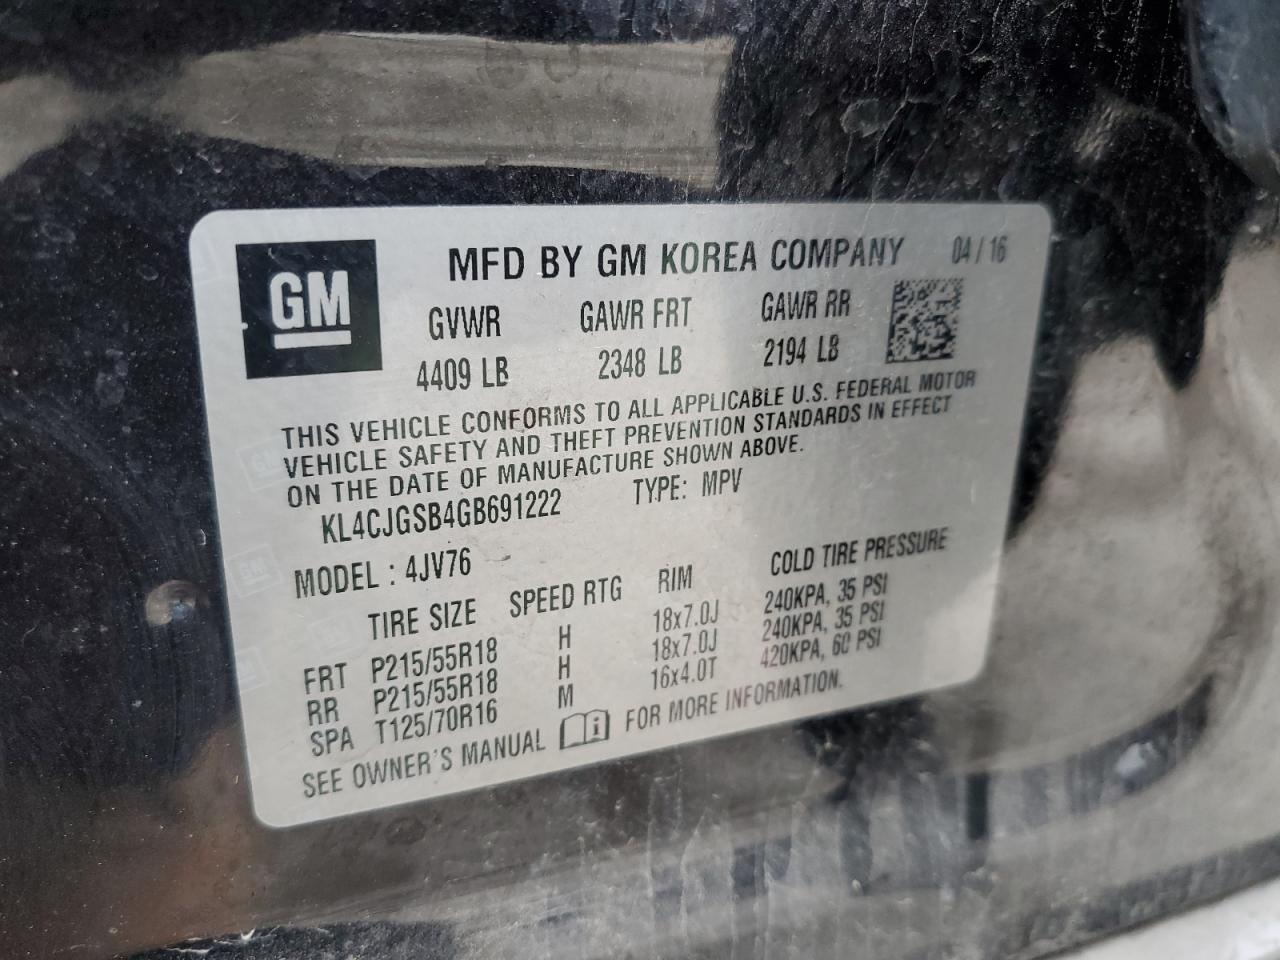 GM
MFD BY GM KOREA COMPANY 04 / 16
GVWR GAWR FRT GAWR RR
4409 LB 2348 LB 2194 LB
THIS VEHICLE CONFORMS TO ALL APPLICABLE U.S. FEDERAL MOTOR
VEHICLE SAFETY AND THEFT PREVENTION STANDARDS IN EFFECT
ON THE DATE OF MANUFACTURE SHOWN ABOVE.
KL4CJGSB4GB691222 TYPE: MPV
MODEL : 4JV76
TIRE SIZE SPEED RTG RIM COLD TIRE PRESSURE
FRT P215/55R18 H 18x7.0J 240KPA, 35 PSI
RR P215/55R18 H 18x7.0J 240KPA, 35 PSI
SPA T125/70R16 M 16x4.0T 420KPA, 60 PSI
SEE OWNER'S MANUAL FOR MORE INFORMATION.